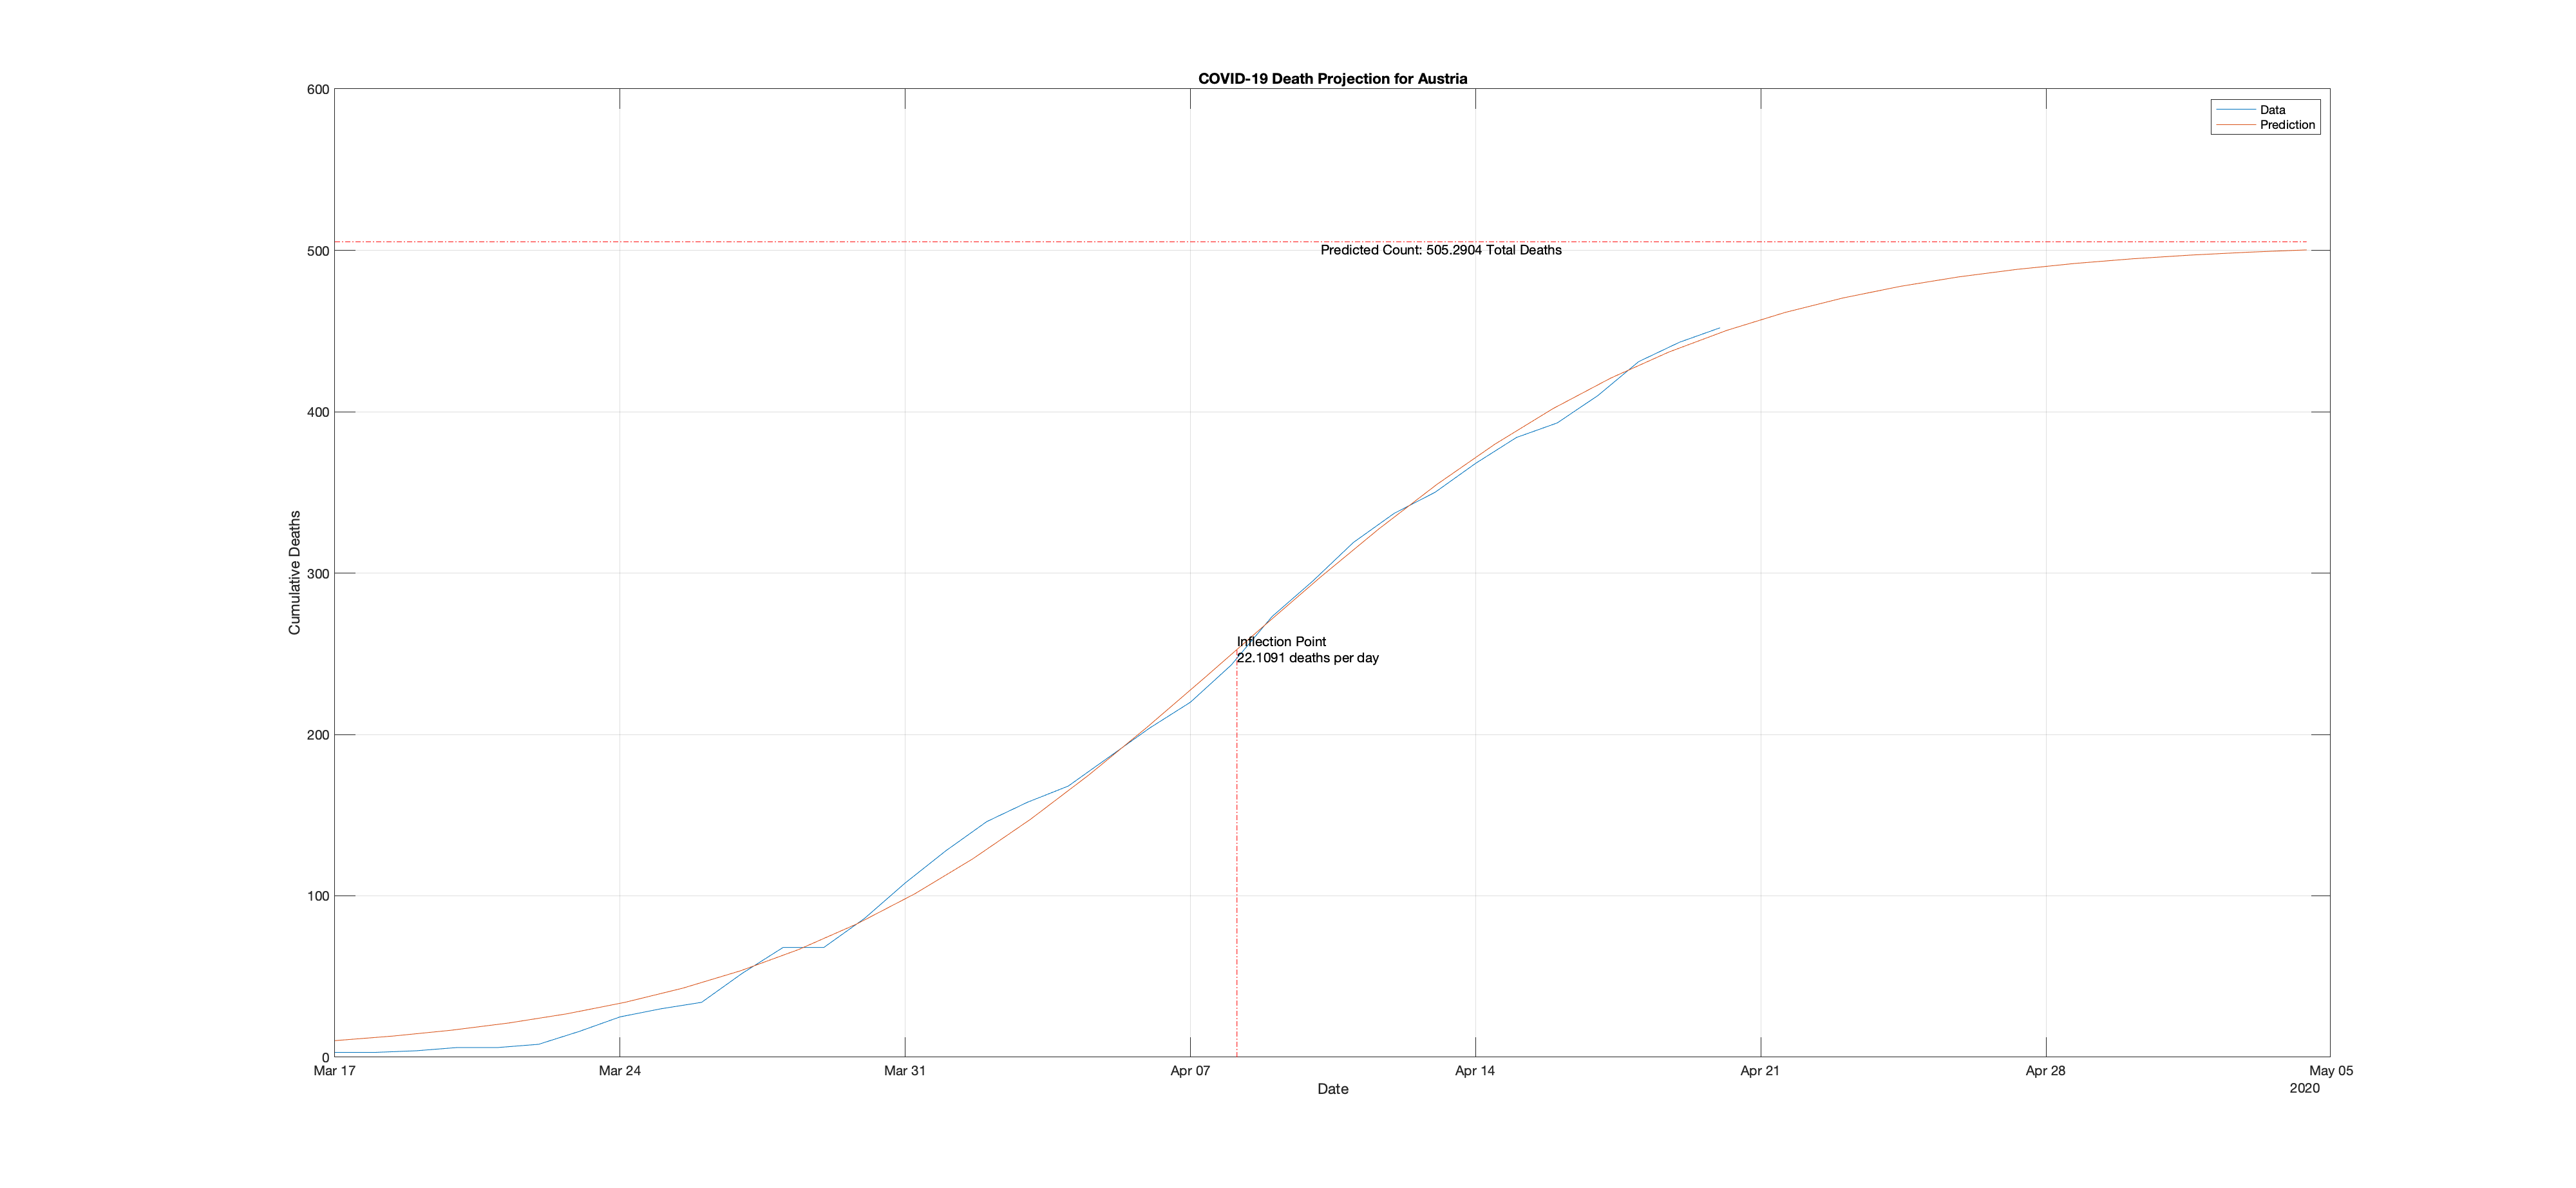 COVID-19 Death Projection for Austria
600
500
400
300
200
100
0
Cumulative Deaths
Data
Prediction
Predicted Count: 505.2904 Total Deaths
Inflection Point
22.1091 deaths per day
Mar 17 Mar 24 Mar 31 Apr 07 Apr 14 Apr 21 Apr 28 May 05
Date
2020